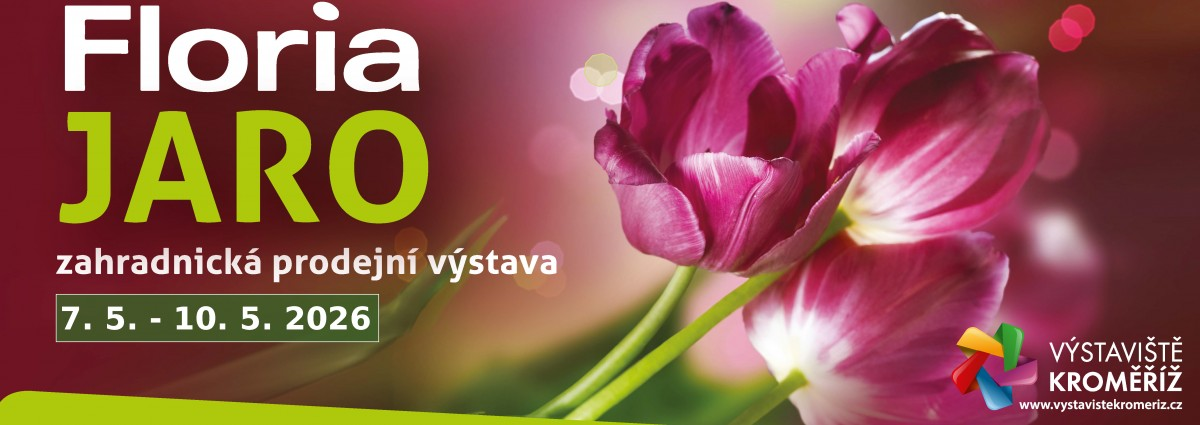 Floria
JARO
zahradnická prodejní výstava
7. 5. - 10. 5. 2026
VÝSTAVIŠTĚ
KROMĚŘÍŽ
www.vystavistekromeriz.cz